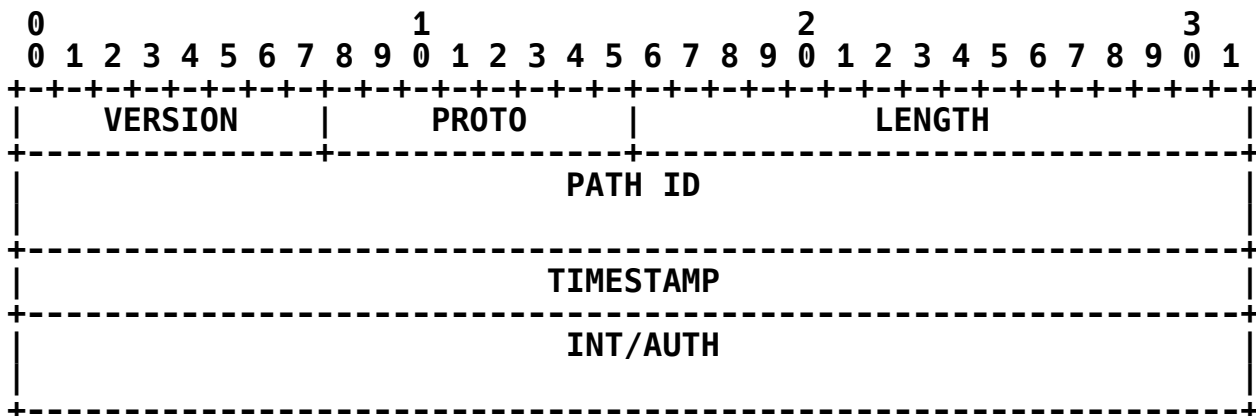 0 1 2 3
0 1 2 3 4 5 6 7 8 9 0 1 2 3 4 5 6 7 8 9 0 1 2 3 4 5 6 7 8 9 0 1
VERSION PROTO LENGTH
PATH ID
TIMESTAMP
INT/AUTH